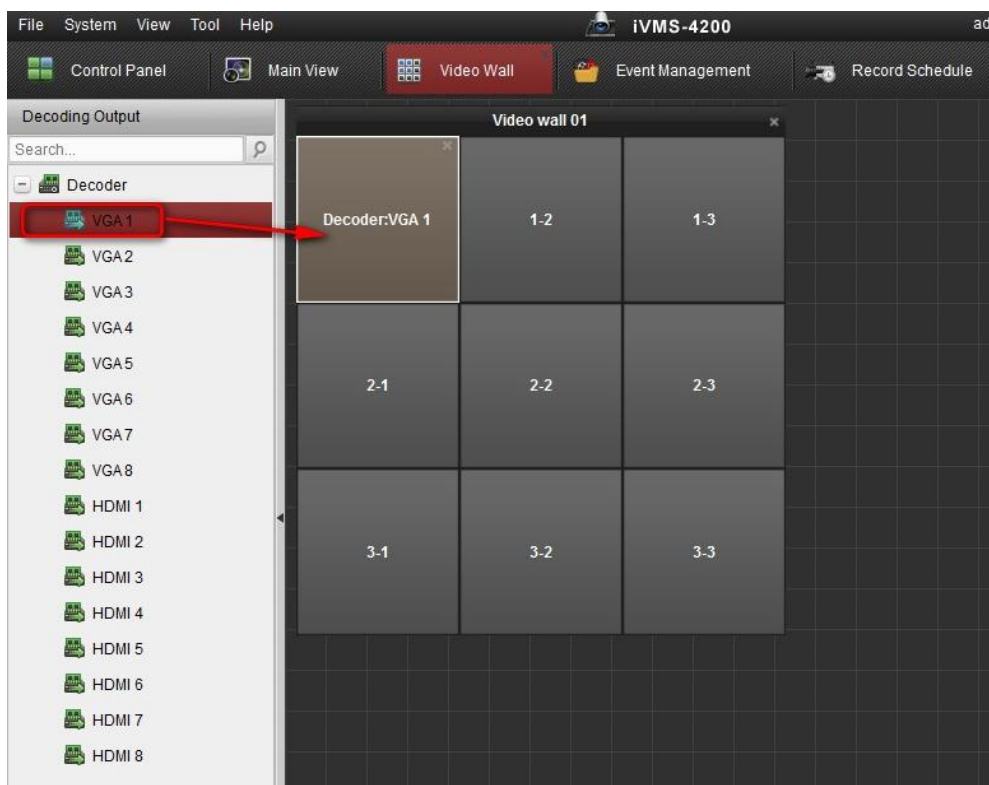 File System View Tool Help iVMS-4200 ad
Control Panel Main View Video Wall Event Management Record Schedule
Decoding Output
Search...
Decoder
VGA 1
VGA 2
VGA 3
VGA 4
VGA 5
VGA 6
VGA 7
VGA 8
HDMI 1
HDMI 2
HDMI 3
HDMI 4
HDMI 5
HDMI 6
HDMI 7
HDMI 8
Video wall 01
Decoder:VGA 1 1-2 1-3
2-1 2-2 2-3
3-1 3-2 3-3